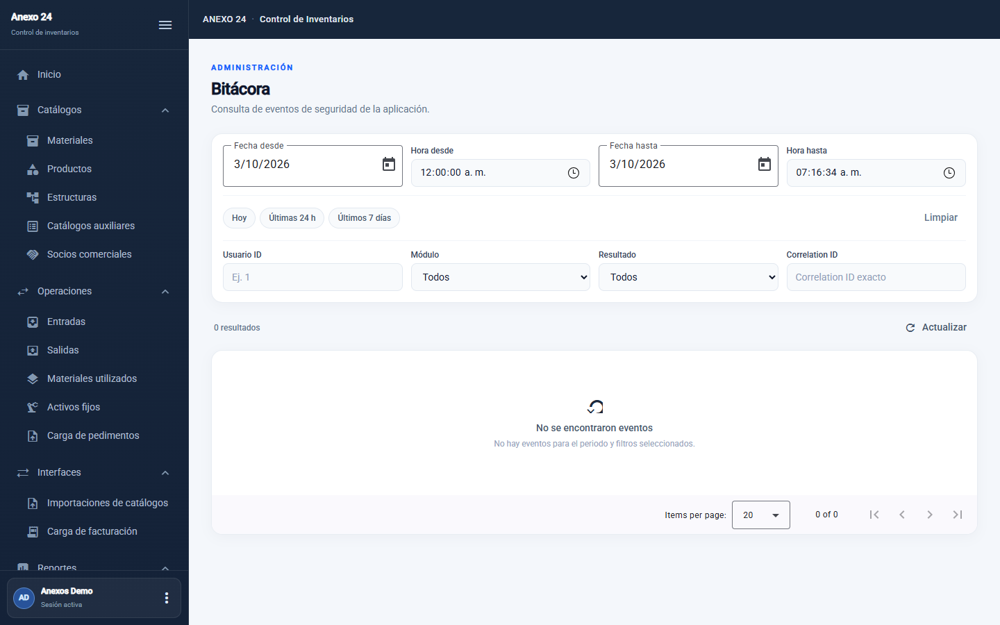 Anexo 24
Control de inventarios
Inicio
Catálogos
Materiales
Productos
Estructuras
Catálogos auxiliares
Socios comerciales
Operaciones
Entradas
Salidas
Materiales utilizados
Activos fijos
Carga de pedimentos
Interfaces
Importaciones de catálogos
Carga de facturación
Reportes
AD
Anexos Demo
Sesión activa
ANEXO 24 · Control de Inventarios
ADMINISTRACIÓN
Bitácora
Consulta de eventos de seguridad de la aplicación.
Fecha desde
3/10/2026
Hora desde
12:00:00 a. m.
Fecha hasta
3/10/2026
Hora hasta
07:16:34 a. m.
Hoy
Últimas 24 h
Últimos 7 días
Limpiar
Usuario ID
Ej. 1
Módulo
Todos
Resultado
Todos
Correlation ID
Correlation ID exacto
0 resultados
Actualizar
No se encontraron eventos
No hay eventos para el periodo y filtros seleccionados.
Items per page:
20
0 of 0